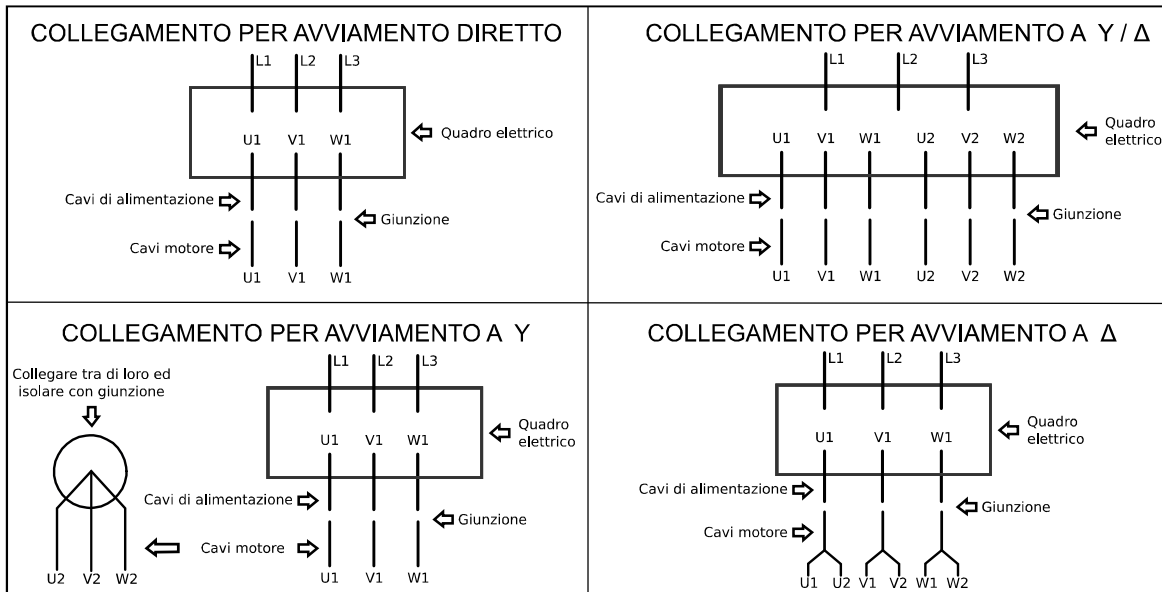 COLLEGAMENTO PER AVVIAMENTO DIRETTO
L1 L2 L3
U1 V1 W1
Quadro elettrico
Cavi di alimentazione
Giunzione
Cavi motore
U1 V1 W1
COLLEGAMENTO PER AVVIAMENTO A Y / Δ
L1 L2 L3
U1 V1 W1 U2 V2 W2
Quadro
elettrico
Cavi di alimentazione
Giunzione
Cavi motore
U1 V1 W1 U2 V2 W2
COLLEGAMENTO PER AVVIAMENTO A Y
Collegare tra di loro ed
isolare con giunzione
L1 L2 L3
U1 V1 W1
Quadro
elettrico
Cavi di alimentazione
Giunzione
Cavi motore
U2 V2 W2
U1 V1 W1
COLLEGAMENTO PER AVVIAMENTO A Δ
L1 L2 L3
U1 V1 W1
Quadro
elettrico
Cavi di alimentazione
Giunzione
Cavi motore
U1 U2 V1 V2 W1 W2